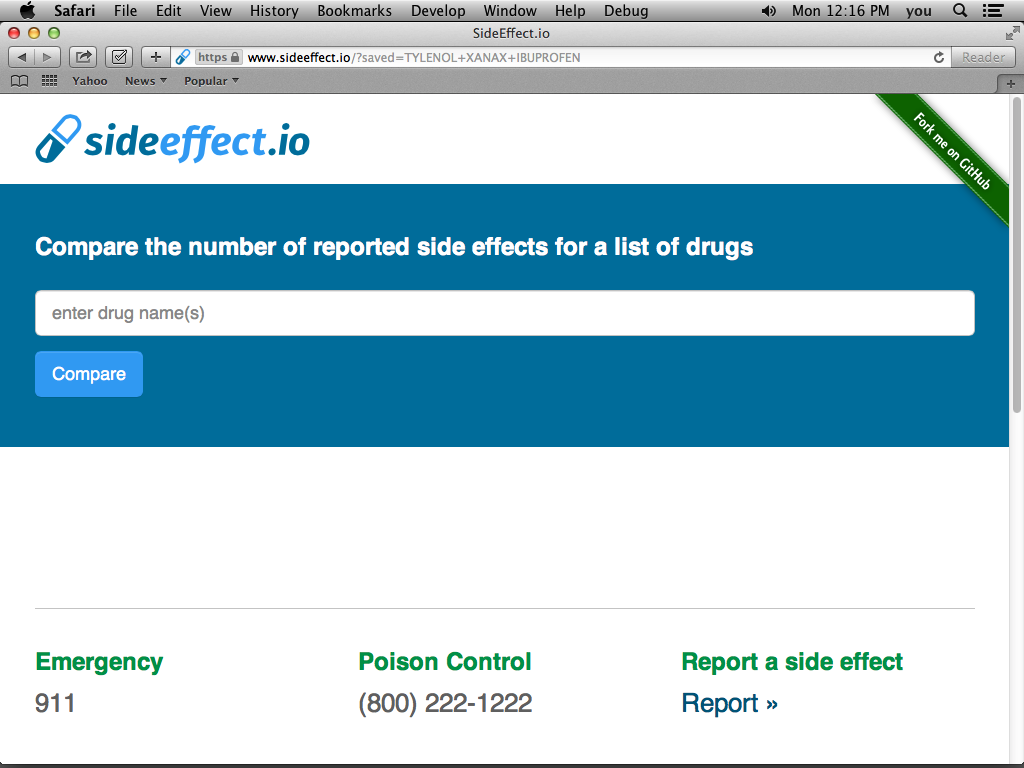 Safari File Edit View History Bookmarks Develop Window Help Debug Mon 12:16 PM you
SideEffect.io
https www.sideeffect.io/?saved=TYLENOL+XANAX+IBUPROFEN Reader
Yahoo News Popular
sideeffect.io
Fork me on GitHub
Compare the number of reported side effects for a list of drugs
enter drug name(s)
Compare
Emergency
911
Poison Control
(800) 222-1222
Report a side effect
Report »